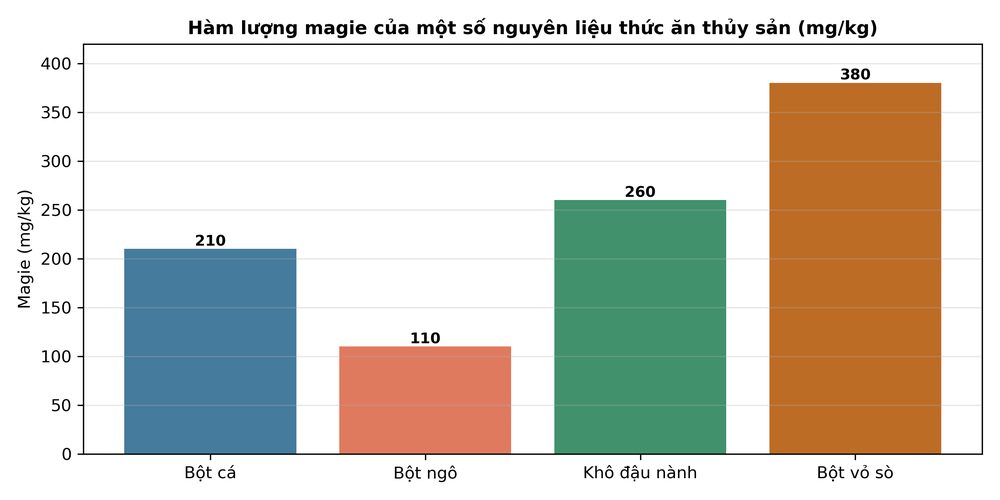 Hàm lượng magie của một số nguyên liệu thức ăn thủy sản (mg/kg)
Magie (mg/kg)
400
350
300
250
200
150
100
50
0
210
110
260
380
Bột cá
Bột ngô
Khô đậu nành
Bột vỏ sò